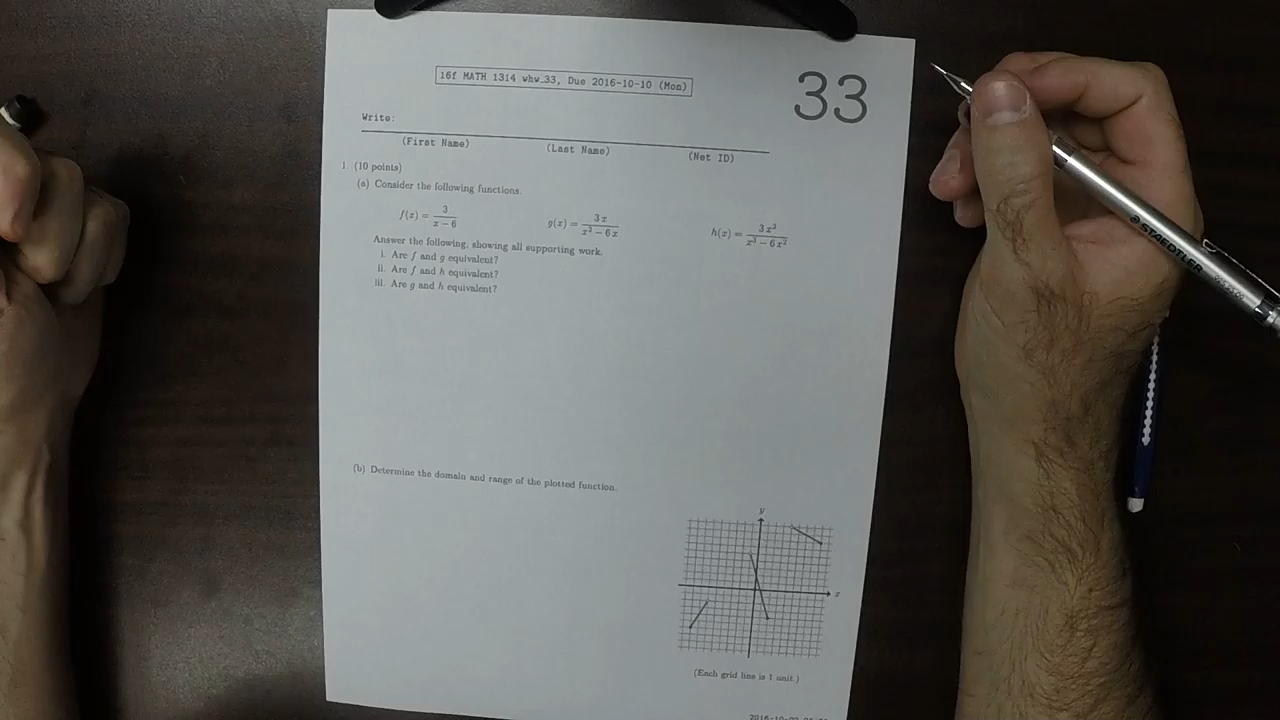 16f MATH 1314 whw_33, Due 2016-10-10 (Mon)
33
Write:
(First Name) (Last Name) (Net ID)
1. (10 points)
(a) Consider the following functions.
f(x) = 3/(x − 6) g(x) = 3x/(x² − 6x) h(x) = 3x²/(x³ − 6x²)
Answer the following, showing all supporting work.
i. Are f and g equivalent?
ii. Are f and h equivalent?
iii. Are g and h equivalent?
(b) Determine the domain and range of the plotted function.
y
x
(Each grid line is 1 unit.)
STAEDTLER